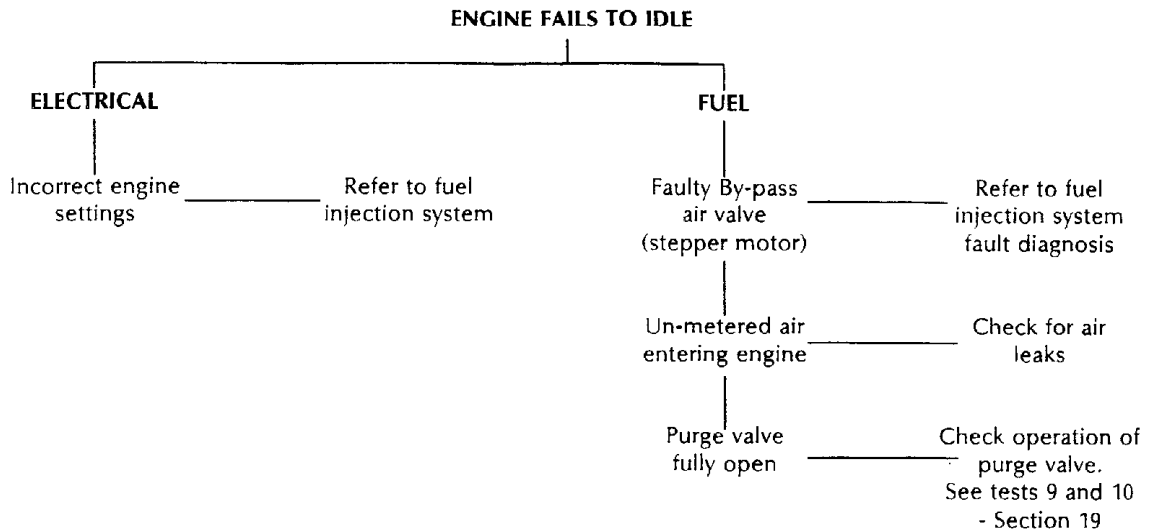 ENGINE FAILS TO IDLE
ELECTRICAL
FUEL
Incorrect engine
settings
Refer to fuel
injection system
Faulty By-pass
air valve
(stepper motor)
Refer to fuel
injection system
fault diagnosis
Un-metered air
entering engine
Check for air
leaks
Purge valve
fully open
Check operation of
purge valve.
See tests 9 and 10
- Section 19